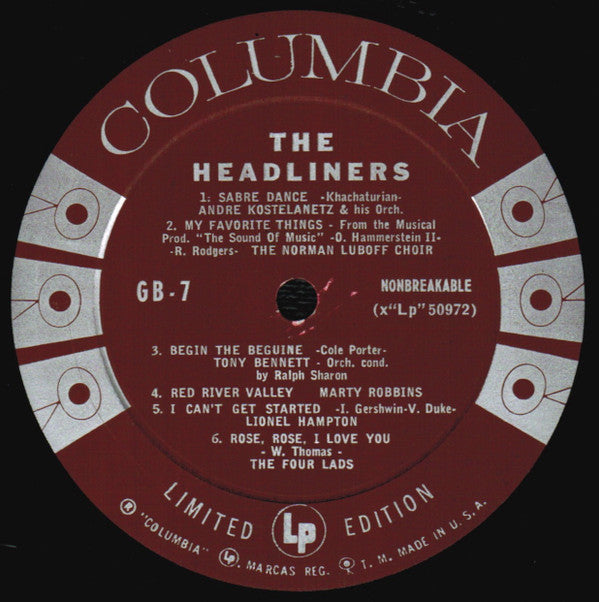 COLUMBIA
THE
HEADLINERS
1. SABRE DANCE -Khachaturian-
ANDRE KOSTELANETZ & his Orch.
2. MY FAVORITE THINGS - From the Musical
Prod. "The Sound Of Music" -O. Hammerstein II-
-R. Rodgers- THE NORMAN LUBOFF CHOIR
GB-7
NONBREAKABLE
(x"Lp" 50972)
3. BEGIN THE BEGUINE -Cole Porter-
TONY BENNETT - Orch. cond.
by Ralph Sharon
4. RED RIVER VALLEY MARTY ROBBINS
5. I CAN'T GET STARTED -I. Gershwin-V. Duke-
LIONEL HAMPTON
6. ROSE, ROSE, I LOVE YOU
- W. Thomas -
THE FOUR LADS
LIMITED Lp EDITION
® "COLUMBIA" Lp. MARCAS REG. T. M. MADE IN U.S.A.